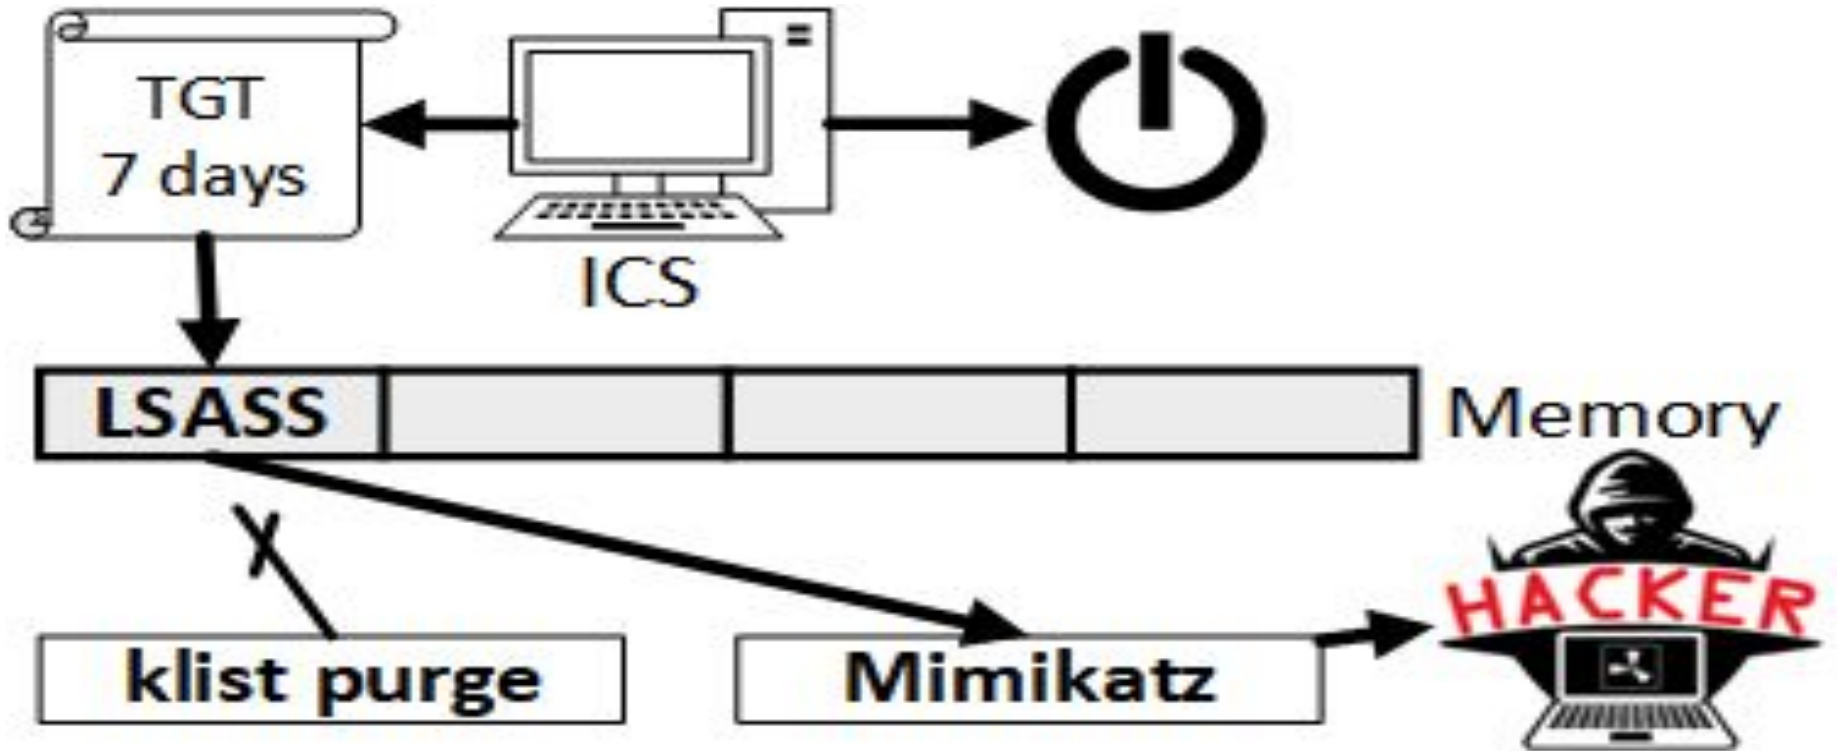 TGT
7 days
ICS
LSASS
Memory
HACKER
klist purge
Mimikatz